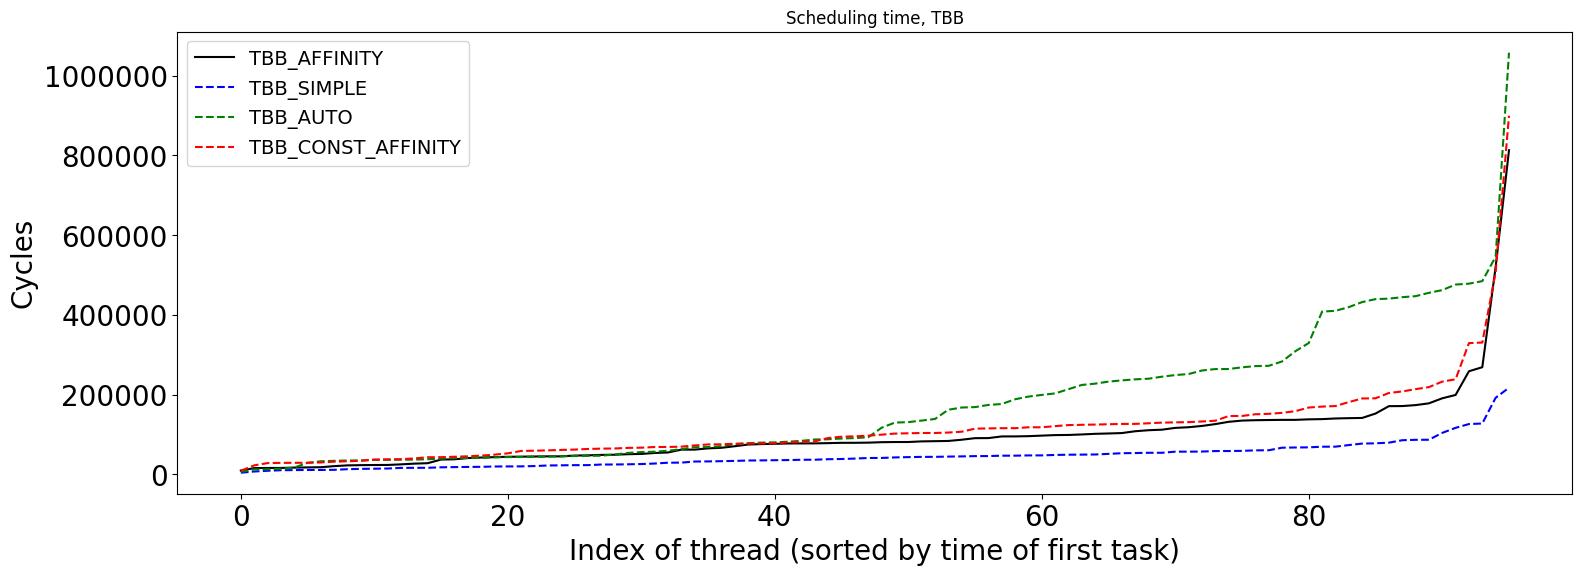 Scheduling time, TBB
TBB_AFFINITY
TBB_SIMPLE
TBB_AUTO
TBB_CONST_AFFINITY
1000000
800000
600000
400000
200000
0
Cycles
0 20 40 60 80
Index of thread (sorted by time of first task)